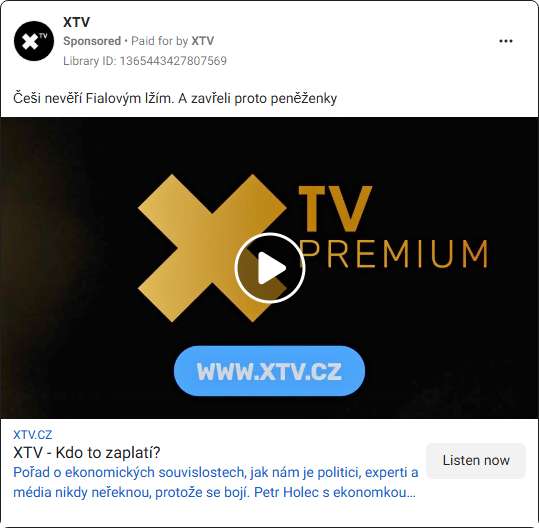 XTV
Sponsored • Paid for by XTV
Library ID: 1365443427807569
Češi nevěří Fialovým lžím. A zavřeli proto peněženky
TV
PREMIUM
WWW.XTV.CZ
XTV.CZ
XTV - Kdo to zaplatí?
Pořad o ekonomických souvislostech, jak nám je politici, experti a
média nikdy neřeknou, protože se bojí. Petr Holec s ekonomkou...
Listen now